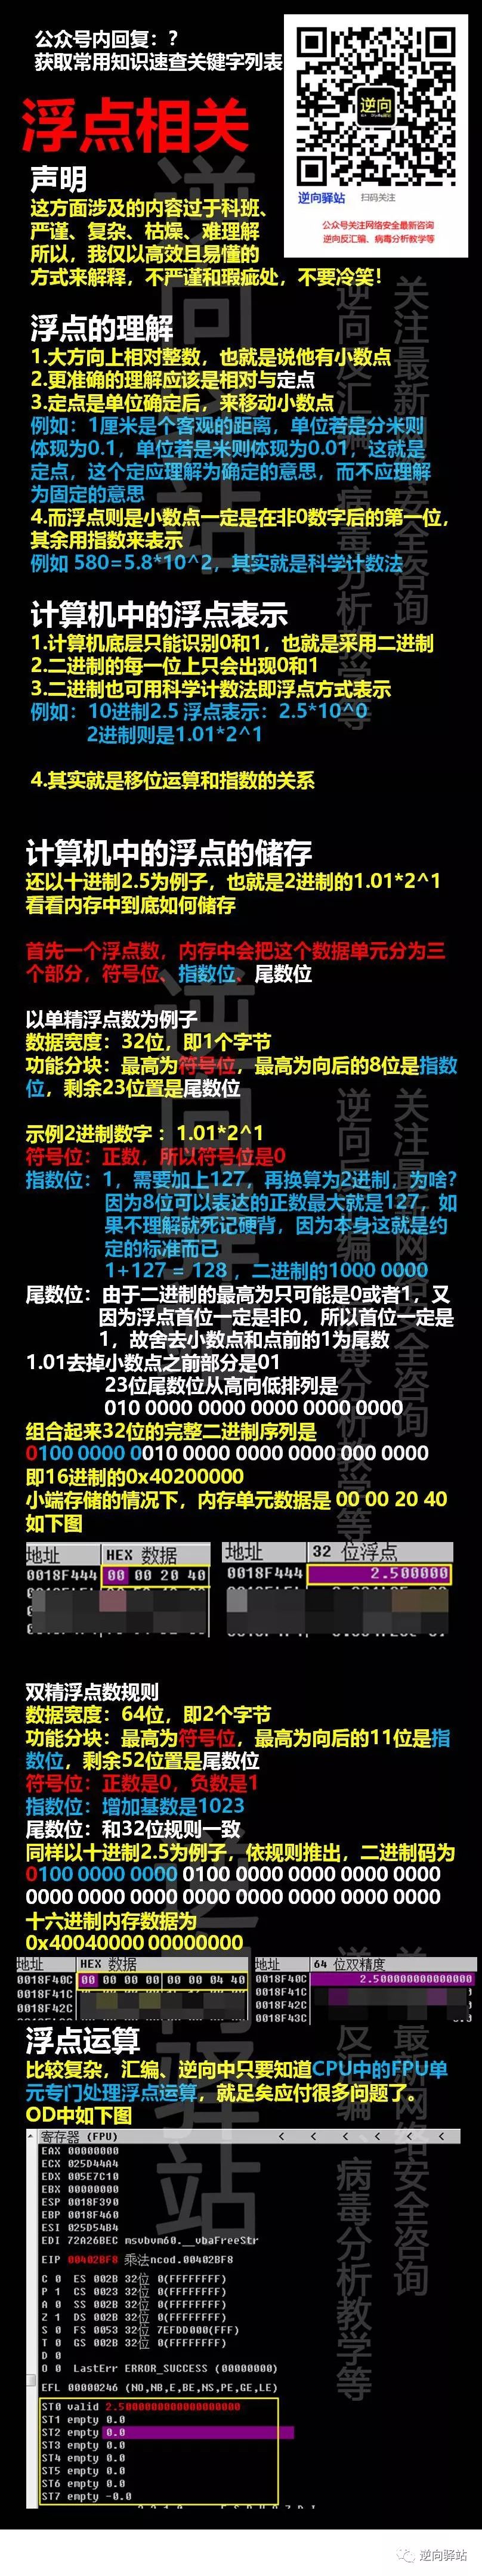 公众号内回复：?
获取常用知识速查关键字列表
逆向
逆向驿站 扫码关注
公众号关注网络安全最新咨询
逆向反汇编、病毒分析教学等
浮点相关
声明
这方面涉及的内容过于科班、
严谨、复杂、枯燥、难理解
所以，我仅以高效且易懂的
方式来解释，不严谨和瑕疵处，不要冷笑！
浮点的理解
1.大方向上相对整数，也就是说他有小数点
2.更准确的理解应该是相对与定点
3.定点是单位确定后，来移动小数点
例如：1厘米是个客观的距离，单位若是分米则
体现为0.1，单位若是米则体现为0.01，这就是
定点，这个定应理解为确定的意思，而不应理解
为固定的意思
4.而浮点则是小数点一定是在非0数字后的第一位，
其余用指数来表示
例如 580=5.8*10^2，其实就是科学计数法
计算机中的浮点表示
1.计算机底层只能识别0和1，也就是采用二进制
2.二进制的每一位上只会出现0和1
3.二进制也可用科学计数法即浮点方式表示
例如：10进制2.5 浮点表示：2.5*10^0
2进制则是1.01*2^1
4.其实就是移位运算和指数的关系
计算机中的浮点的储存
还以十进制2.5为例子，也就是2进制的1.01*2^1
看看内存中到底如何储存
首先一个浮点数，内存中会把这个数据单元分为三
个部分，符号位、指数位、尾数位
以单精浮点数为例子
数据宽度：32位，即1个字节
功能分块：最高为符号位，最高为向后的8位是指数
位，剩余23位置是尾数位
示例2进制数字 ：1.01*2^1
符号位：正数，所以符号位是0
指数位：1，需要加上127，再换算为2进制，为啥?
因为8位可以表达的正数最大就是127，如
果不理解就死记硬背，因为本身这就是约
定的标准而已
1+127 = 128 ，二进制的1000 0000
尾数位：由于二进制的最高为只可能是0或者1，又
因为浮点首位一定是非0，所以首位一定是
1，故舍去小数点和点前的1为尾数
1.01去掉小数点之前部分是01
23位尾数位从高向低排列是
010 0000 0000 0000 0000 0000
组合起来32位的完整二进制序列是
0100 0000 0010 0000 0000 0000 000 0000
即16进制的0x40200000
小端存储的情况下，内存单元数据是 00 00 20 40
如下图
地址 HEX 数据 地址 32 位浮点
0018F444 00 00 20 40 0018F444 2.500000
双精浮点数规则
数据宽度：64位，即2个字节
功能分块：最高为符号位，最高为向后的11位是指
数位，剩余52位置是尾数位
符号位：正数是0，负数是1
指数位：增加基数是1023
尾数位：和32位规则一致
同样以十进制2.5为例子，依规则推出，二进制码为
0100 0000 0000 0100 0000 0000 0000 0000
0000 0000 0000 0000 0000 0000 0000 0000
十六进制内存数据为
0x40040000 00000000
地址 HEX 数据 地址 64 位双精度
0018F40C 00 00 00 00 00 00 04 40 0018F40C 2.500000000000000
0018F41C 0018F41C
0018F42C 0018F42C
0018F43C
浮点运算
比较复杂，汇编、逆向中只要知道CPU中的FPU单
元专门处理浮点运算，就足矣应付很多问题了。
OD中如下图
寄存器 (FPU) < < < < < <
EAX 00000000
ECX 025D44A4
EDX 005E7C10
EBX 00000000
ESP 0018F390
EBP 0018F460
ESI 025D54B4
EDI 72A26BEC msvbvm60.__vbaFreeStr
EIP 00402BF8 乘法ncod.00402BF8
C 0 ES 002B 32位 0(FFFFFFFF)
P 1 CS 0023 32位 0(FFFFFFFF)
A 0 SS 002B 32位 0(FFFFFFFF)
Z 1 DS 002B 32位 0(FFFFFFFF)
S 0 FS 0053 32位 7EFDD000(FFF)
T 0 GS 002B 32位 0(FFFFFFFF)
D 0
O 0 LastErr ERROR_SUCCESS (00000000)
EFL 00000246 (NO,NB,E,BE,NS,PE,GE,LE)
ST0 valid 2.5000000000000000000
ST1 empty 0.0
ST2 empty 0.0
ST3 empty 0.0
ST4 empty 0.0
ST5 empty 0.0
ST6 empty 0.0
ST7 empty -0.0
逆向驿站